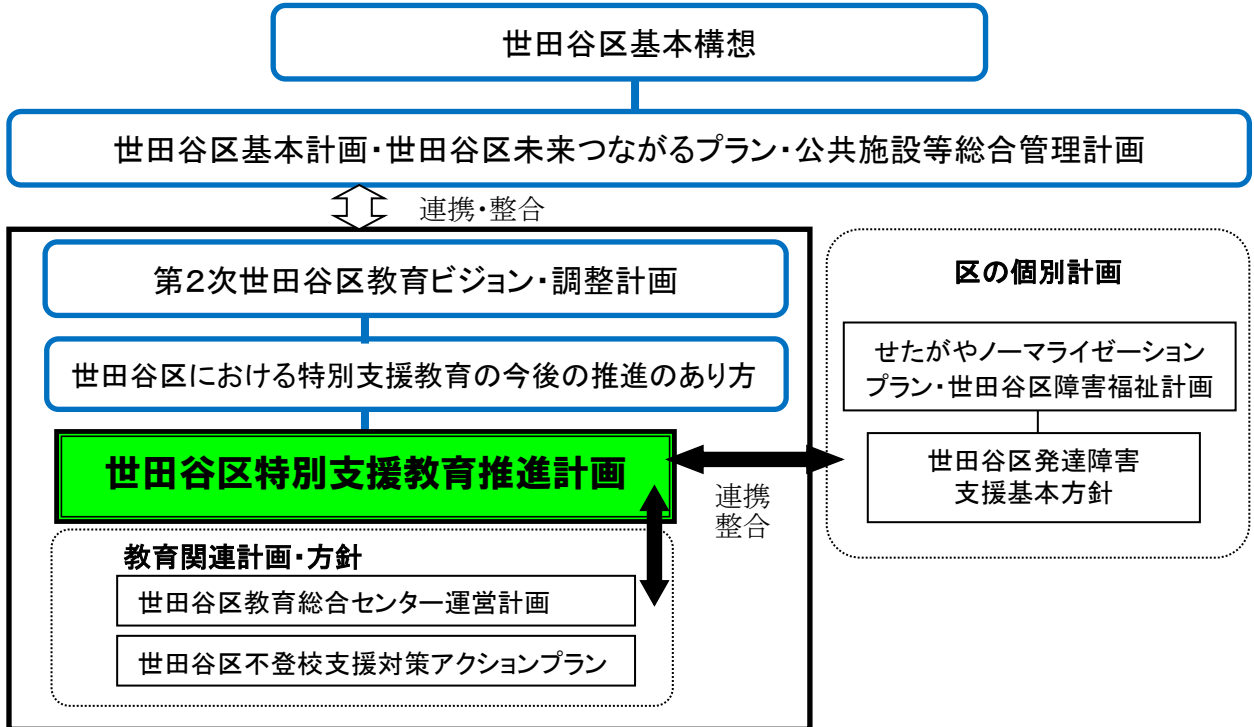 世田谷区基本構想
世田谷区基本計画・世田谷区未来つながるプラン・公共施設等総合管理計画
連携・整合
第２次世田谷区教育ビジョン・調整計画
世田谷区における特別支援教育の今後の推進のあり方
世田谷区特別支援教育推進計画
連携
整合
教育関連計画・方針
世田谷区教育総合センター運営計画
世田谷区不登校支援対策アクションプラン
区の個別計画
せたがやノーマライゼーション
プラン・世田谷区障害福祉計画
世田谷区発達障害
支援基本方針